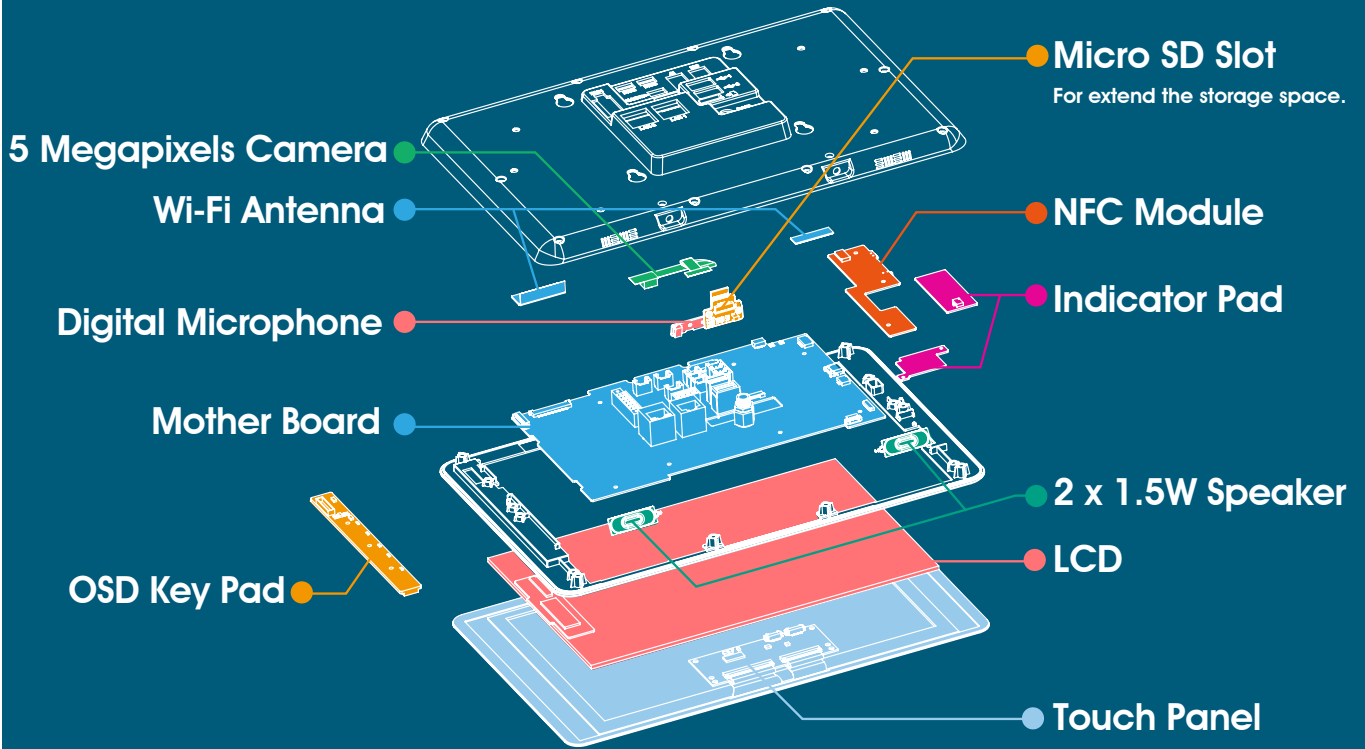 Micro SD Slot
For extend the storage space.
5 Megapixels Camera
Wi-Fi Antenna
NFC Module
Indicator Pad
Digital Microphone
Mother Board
2 x 1.5W Speaker
LCD
OSD Key Pad
Touch Panel